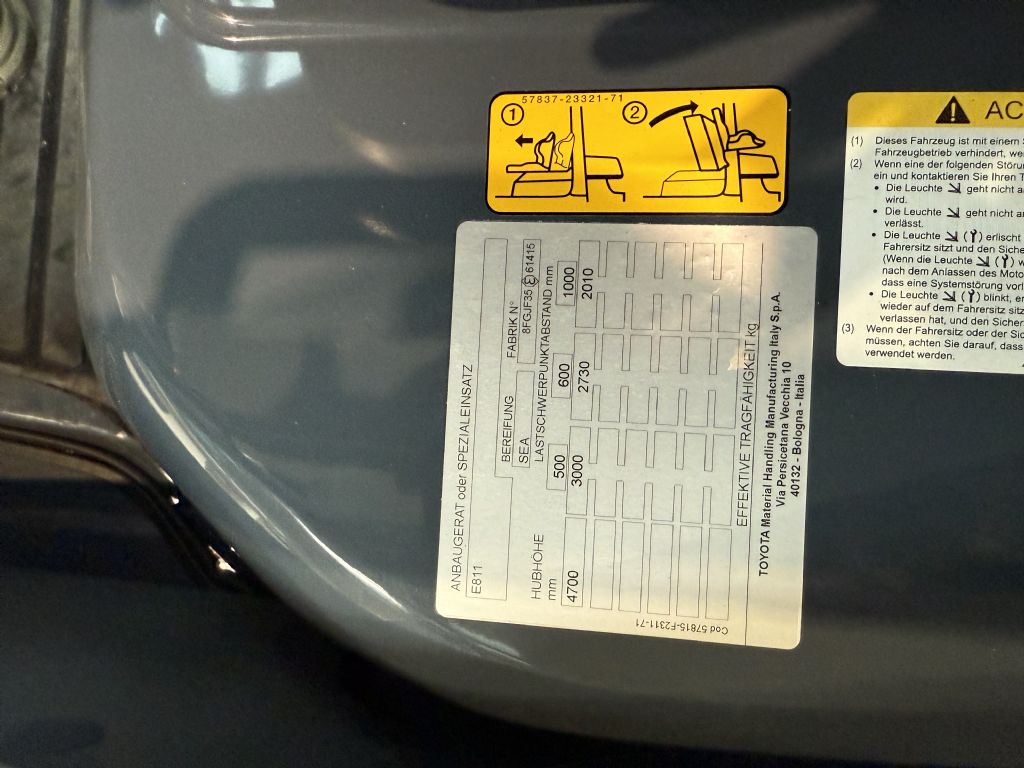 57837-23321-71
1
2
ANBAUGERÄT oder SPEZIALEINSATZ
E811
BEREIFUNG
FABRIK N°
SEA
8FGJF35 E 61415
HUBHÖHE
mm
LASTSCHWERPUNKTABSTAND mm
500
600
1000
4700
3000
2730
2010
EFFEKTIVE TRAGFÄHIGKEIT kg
TOYOTA Material Handling Manufacturing Italy S.p.A.
Via Persicetana Vecchia 10
40132 - Bologna - Italia
Cod 57815-F2311-71
AC
(1) Dieses Fahrzeug ist mit einem
Fahrzeugbetrieb verhindert, we
(2) Wenn eine der folgenden Störu
ein und kontaktieren Sie Ihren T
• Die Leuchte geht nicht a
wird.
• Die Leuchte geht nicht a
verlässt.
• Die Leuchte ( ) erlischt
Fahrersitz sitzt und den Siche
(Wenn die Leuchte ( ) w
nach dem Anlassen des Moto
dass eine Systemstörung vorl
• Die Leuchte ( ) blinkt, er
wieder auf dem Fahrersitz sitz
verlassen hat, und den Sicher
(3) Wenn der Fahrersitz oder der Sic
müssen, achten Sie darauf, dass
verwendet werden.